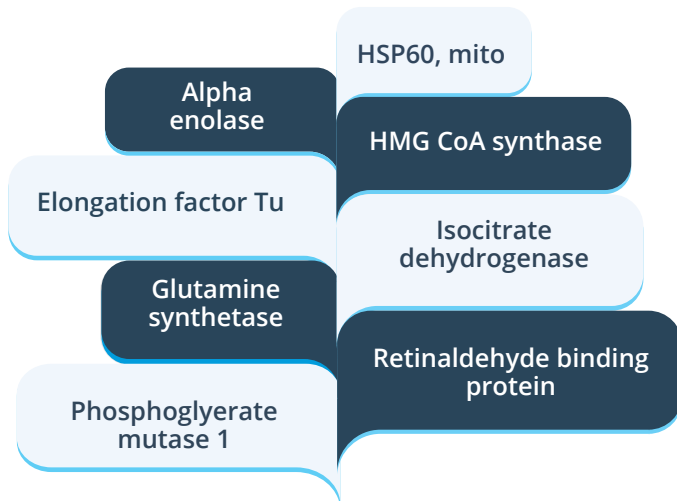 HSP60, mito
Alpha
enolase
HMG CoA synthase
Elongation factor Tu
Isocitrate
dehydrogenase
Glutamine
synthetase
Retinaldehyde binding
protein
Phosphoglyerate
mutase 1